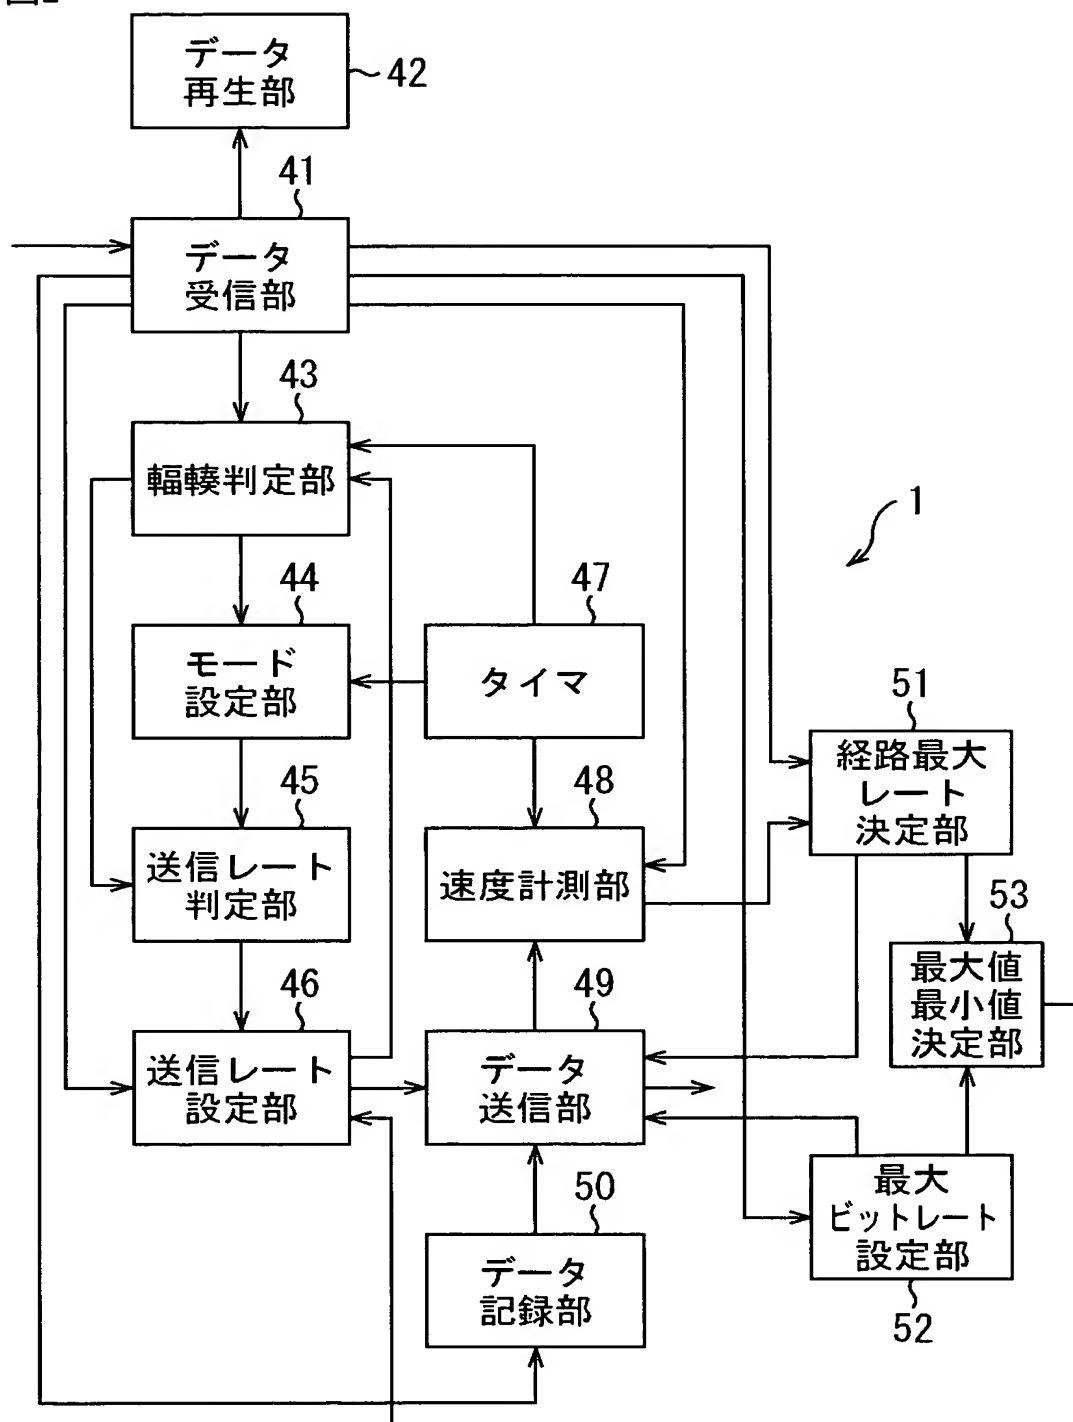 データ
再生部
42
41
データ
受信部
43
輻輳判定部
1
44
モード
設定部
47
タイマ
51
経路最大
レート
決定部
45
送信レート
判定部
48
速度計測部
53
最大値
最小値
決定部
46
送信レート
設定部
49
データ
送信部
最大
ビットレート
設定部
52
50
データ
記録部